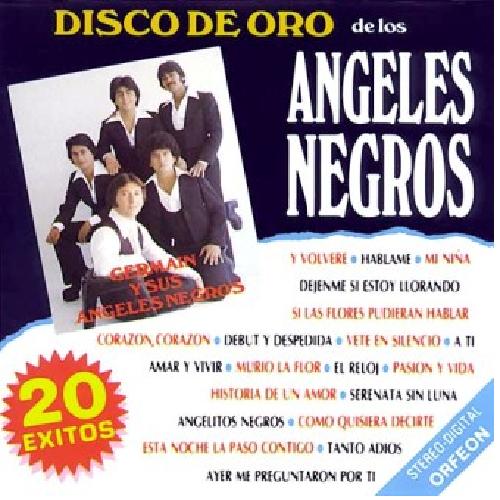 DISCO DE ORO de los
ANGELES
NEGROS
GERMAIN
Y SUS
ANGELES NEGROS
Y VOLVERE • HABLAME • MI NIÑA
DEJENME SI ESTOY LLORANDO
SI LAS FLORES PUDIERAN HABLAR
CORAZON, CORAZON • DEBUT Y DESPEDIDA • VETE EN SILENCIO • A TI
AMAR Y VIVIR • MURIO LA FLOR • EL RELOJ • PASION Y VIDA
HISTORIA DE UN AMOR • SERENATA SIN LUNA
ANGELITOS NEGROS • COMO QUISIERA DECIRTE
ESTA NOCHE LA PASO CONTIGO • TANTO ADIOS
AYER ME PREGUNTARON POR TI
20
EXITOS
STEREO-DIGITAL
ORFEON